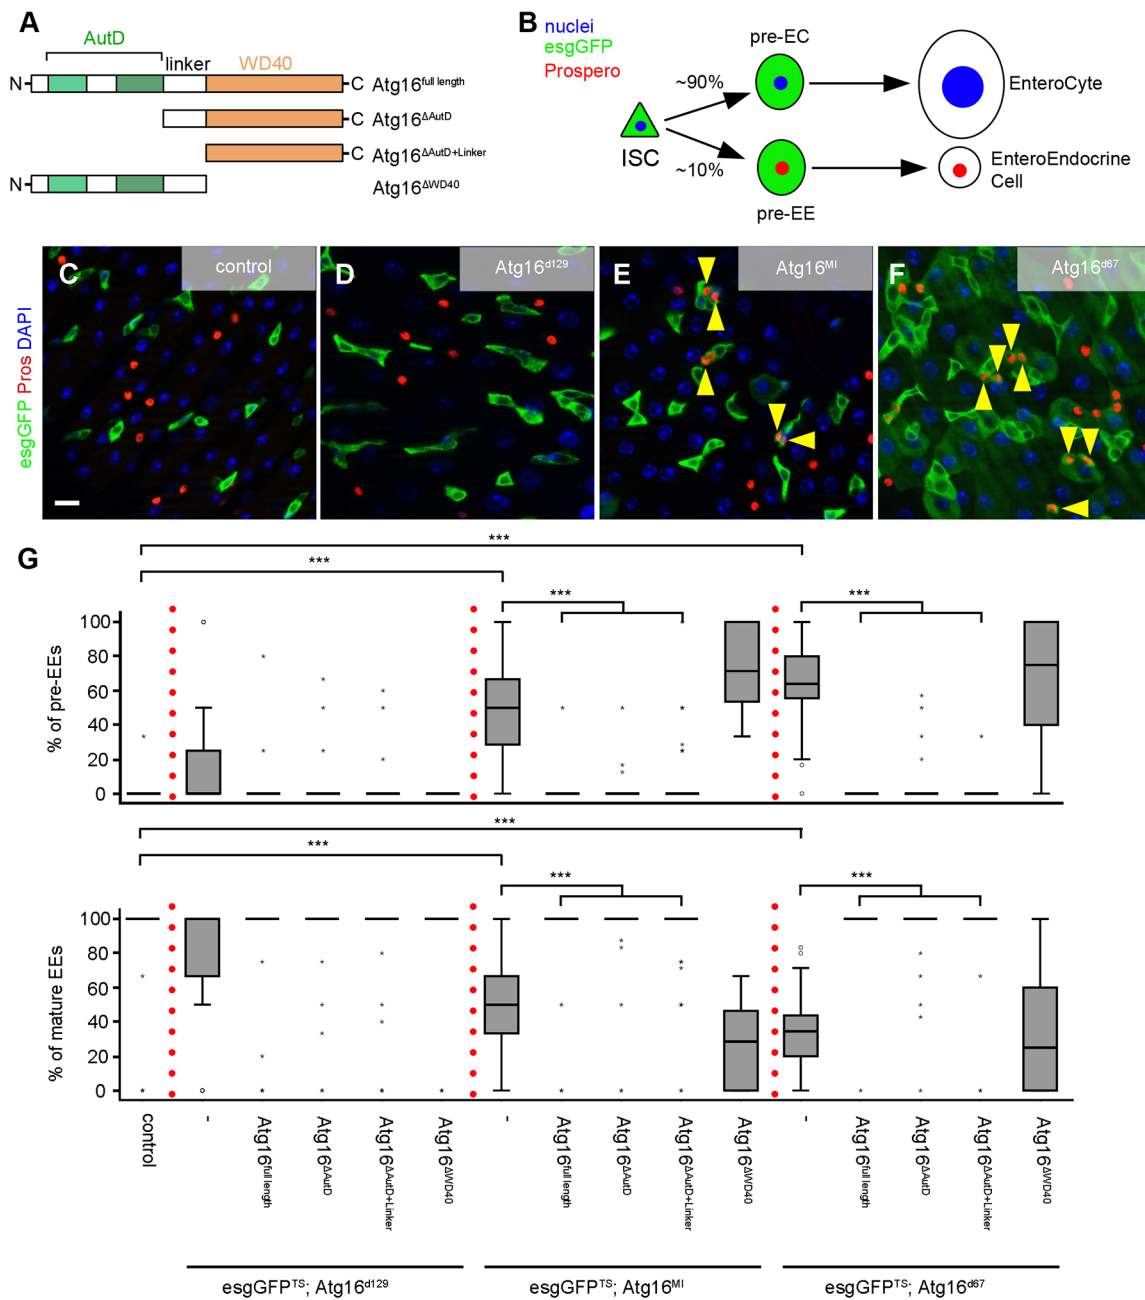 A
AutD
linker
WD40
N
C
Atg16full length
C
Atg16ΔAutD
C
Atg16ΔAutD+Linker
N
Atg16ΔWD40
B
nuclei
esgGFP
Prospero
pre-EC
~90%
EnteroCyte
ISC
~10%
EnteroEndocrine
Cell
pre-EE
esgGFP Pros DAPI
C
control
D
Atg16d129
E
Atg16MI
F
Atg16d67
G
***
***
***
***
% of pre-EEs
100
80
60
40
20
0
***
***
***
***
% of mature EEs
100
80
60
40
20
0
control
-
Atg16full length
Atg16ΔAutD
Atg16ΔAutD+Linker
Atg16ΔWD40
-
Atg16full length
Atg16ΔAutD
Atg16ΔAutD+Linker
Atg16ΔWD40
-
Atg16full length
Atg16ΔAutD
Atg16ΔAutD+Linker
Atg16ΔWD40
esgGFPTS; Atg16d129
esgGFPTS; Atg16MI
esgGFPTS; Atg16d67